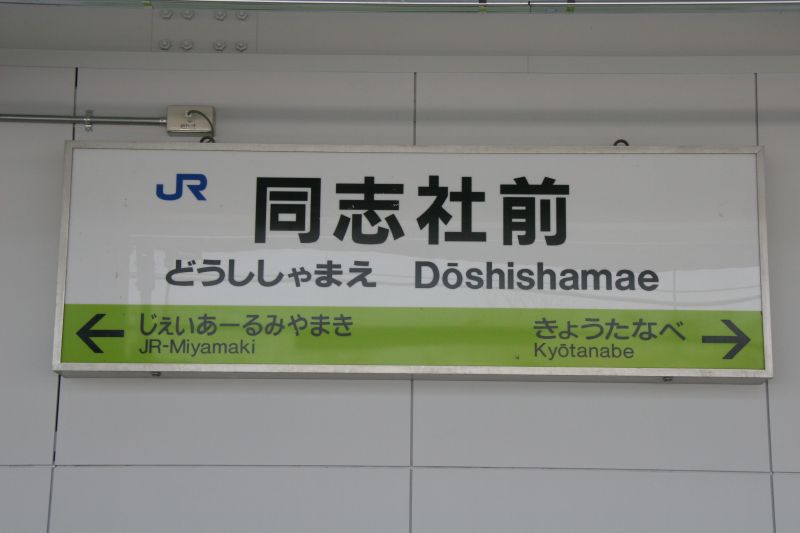 JR 同志社前
どうししゃまえ Dōshishamae
← じぇいあーるみやまき きょうたなべ →
JR-Miyamaki Kyōtanabe